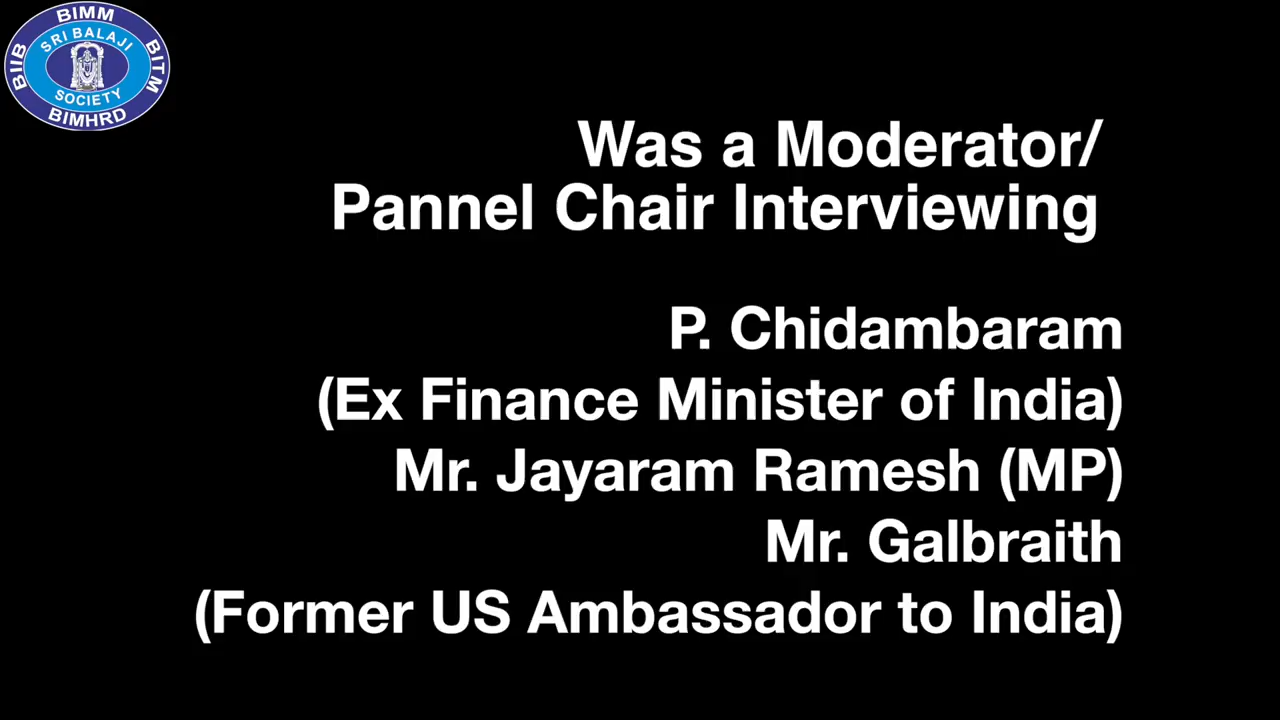 BIMM
BIIB
SRI BALAJI
BITM
SOCIETY
BIMHRD
Was a Moderator/
Pannel Chair Interviewing
P. Chidambaram
(Ex Finance Minister of India)
Mr. Jayaram Ramesh (MP)
Mr. Galbraith
(Former US Ambassador to India)